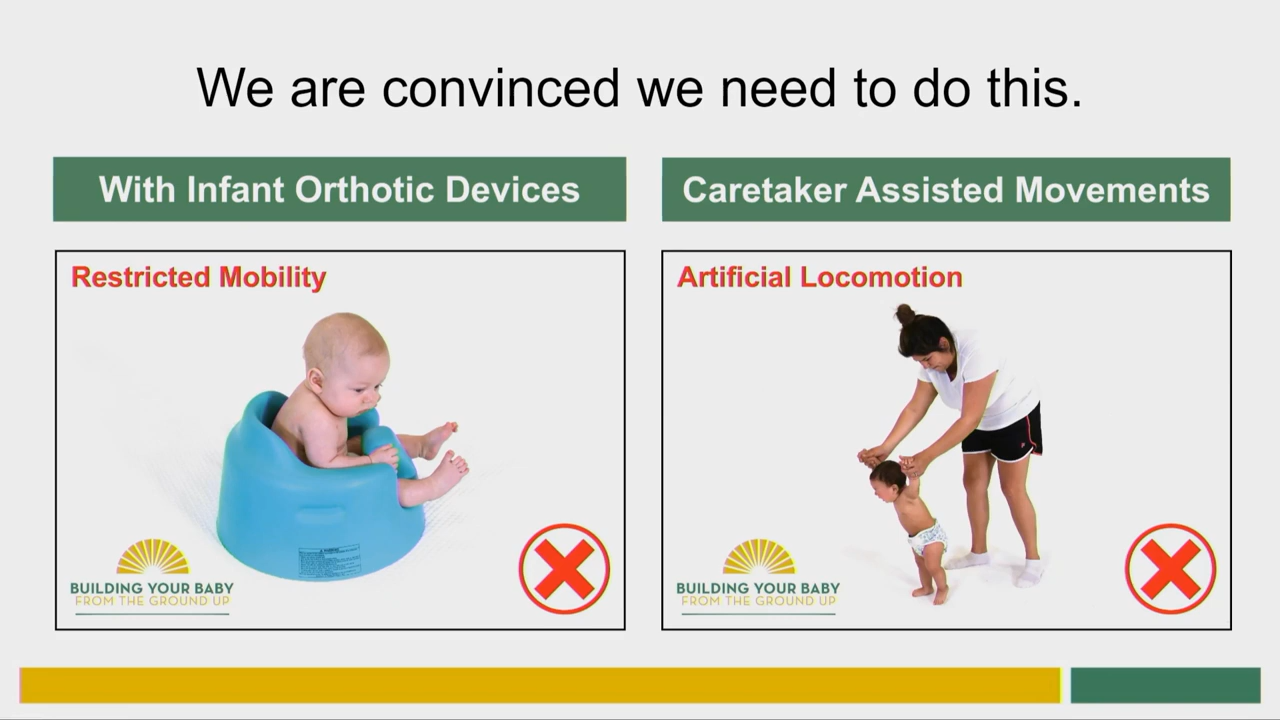 We are convinced we need to do this.
With Infant Orthotic Devices
Caretaker Assisted Movements
Restricted Mobility
BUILDING YOUR BABY
FROM THE GROUND UP
Artificial Locomotion
BUILDING YOUR BABY
FROM THE GROUND UP